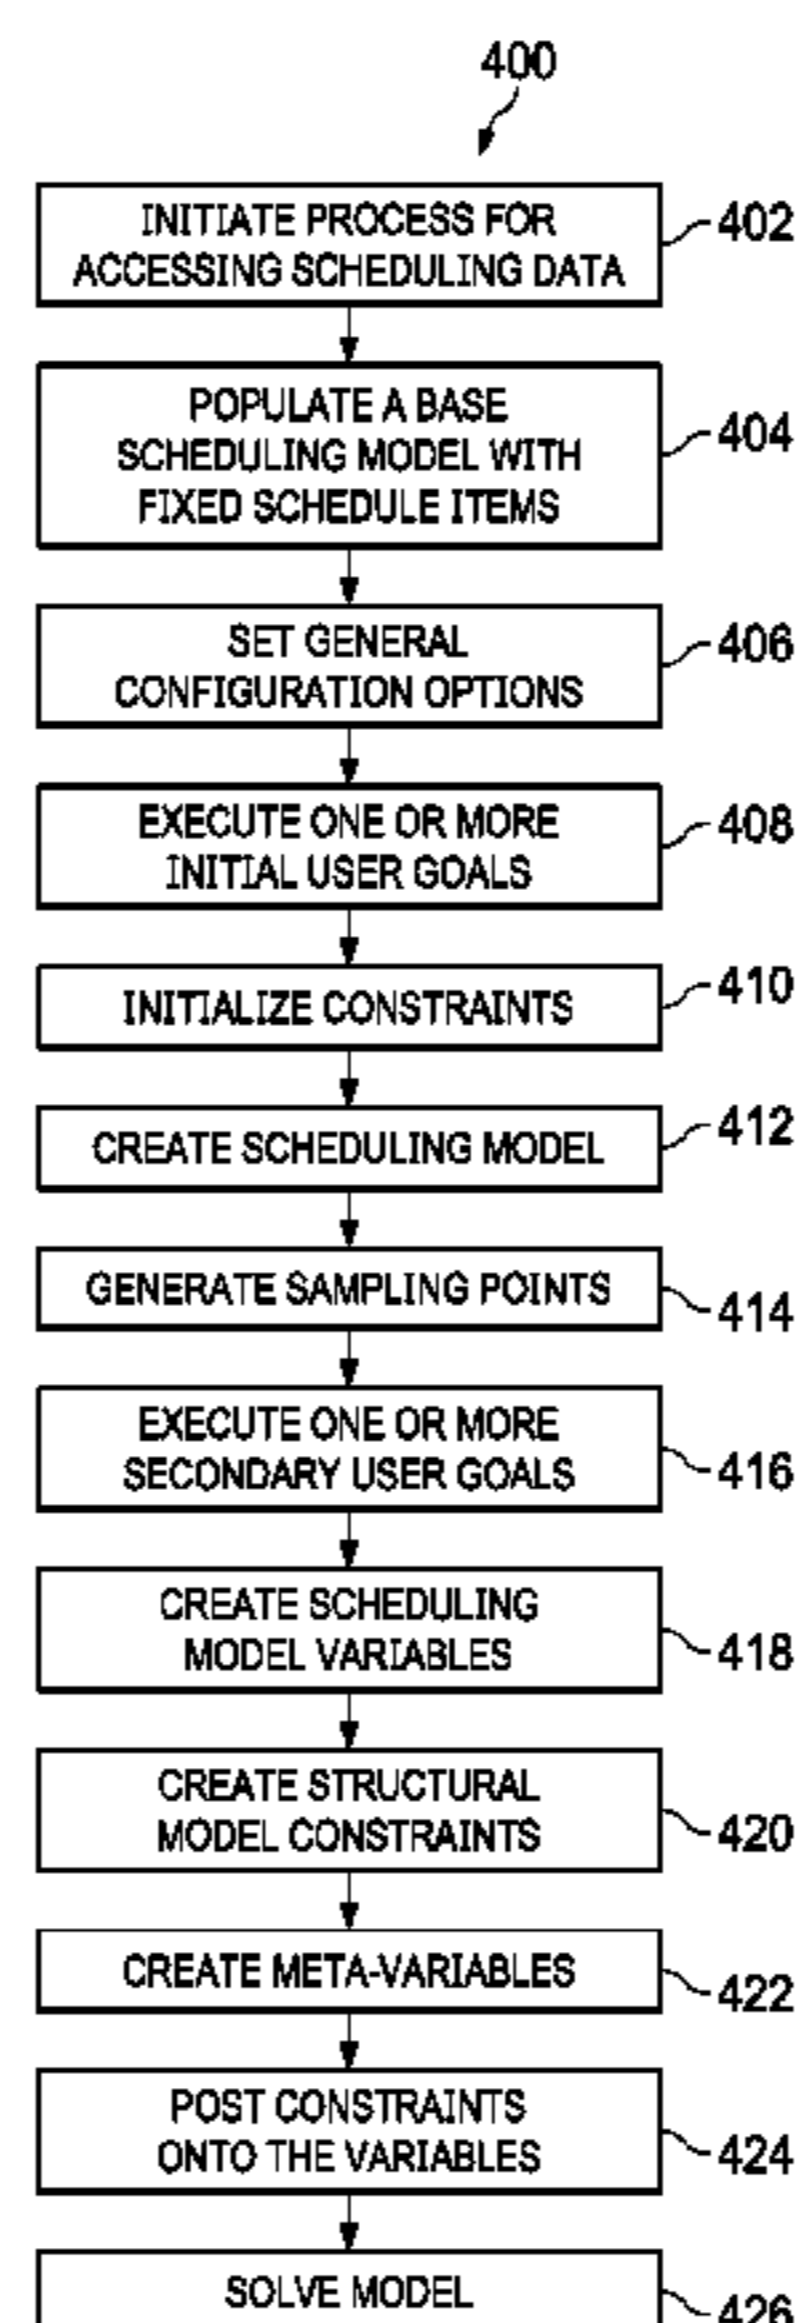 400
INITIATE PROCESS FOR
ACCESSING SCHEDULING DATA
402
POPULATE A BASE
SCHEDULING MODEL WITH
FIXED SCHEDULE ITEMS
404
SET GENERAL
CONFIGURATION OPTIONS
406
EXECUTE ONE OR MORE
INITIAL USER GOALS
408
INITIALIZE CONSTRAINTS
410
CREATE SCHEDULING MODEL
412
GENERATE SAMPLING POINTS
414
EXECUTE ONE OR MORE
SECONDARY USER GOALS
416
CREATE SCHEDULING
MODEL VARIABLES
418
CREATE STRUCTURAL
MODEL CONSTRAINTS
420
CREATE META-VARIABLES
422
POST CONSTRAINTS
ONTO THE VARIABLES
424
SOLVE MODEL
426